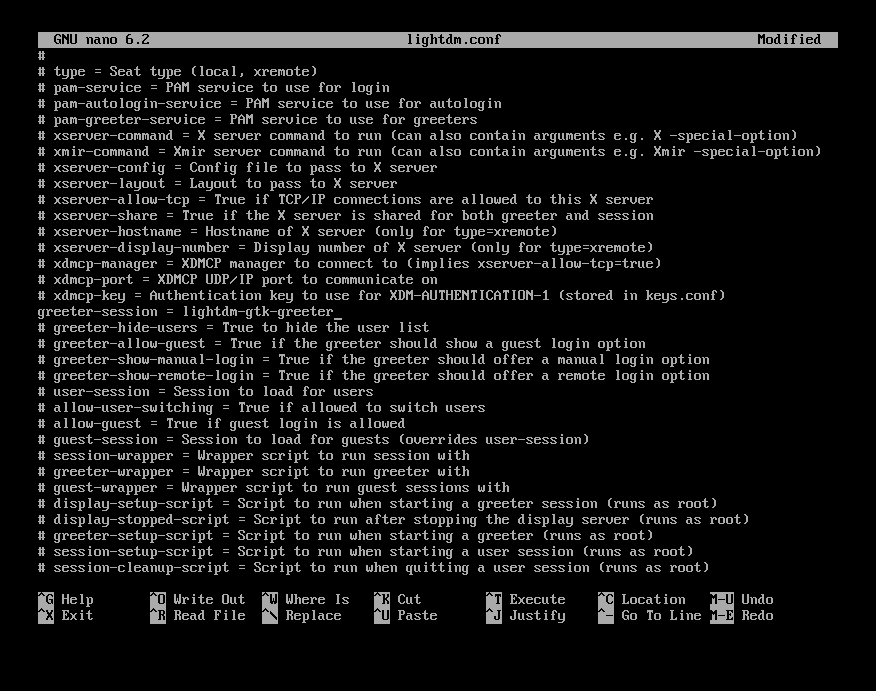 GNU nano 6.2 lightdm.conf Modified
#
# type = Seat type (local, xremote)
# pam-service = PAM service to use for login
# pam-autologin-service = PAM service to use for autologin
# pam-greeter-service = PAM service to use for greeters
# xserver-command = X server command to run (can also contain arguments e.g. X -special-option)
# xmir-command = Xmir server command to run (can also contain arguments e.g. Xmir -special-option)
# xserver-config = Config file to pass to X server
# xserver-layout = Layout to pass to X server
# xserver-allow-tcp = True if TCP/IP connections are allowed to this X server
# xserver-share = True if the X server is shared for both greeter and session
# xserver-hostname = Hostname of X server (only for type=xremote)
# xserver-display-number = Display number of X server (only for type=xremote)
# xdmcp-manager = XDMCP manager to connect to (implies xserver-allow-tcp=true)
# xdmcp-port = XDMCP UDP/IP port to communicate on
# xdmcp-key = Authentication key to use for XDM-AUTHENTICATION-1 (stored in keys.conf)
greeter-session = lightdm-gtk-greeter_
# greeter-hide-users = True to hide the user list
# greeter-allow-guest = True if the greeter should show a guest login option
# greeter-show-manual-login = True if the greeter should offer a manual login option
# greeter-show-remote-login = True if the greeter should offer a remote login option
# user-session = Session to load for users
# allow-user-switching = True if allowed to switch users
# allow-guest = True if guest login is allowed
# guest-session = Session to load for guests (overrides user-session)
# session-wrapper = Wrapper script to run session with
# greeter-wrapper = Wrapper script to run greeter with
# guest-wrapper = Wrapper script to run guest sessions with
# display-setup-script = Script to run when starting a greeter session (runs as root)
# display-stopped-script = Script to run after stopping the display server (runs as root)
# greeter-setup-script = Script to run when starting a greeter (runs as root)
# session-setup-script = Script to run when starting a user session (runs as root)
# session-cleanup-script = Script to run when quitting a user session (runs as root)
^G Help ^O Write Out ^W Where Is ^K Cut ^T Execute ^C Location M-U Undo
^X Exit ^R Read File ^\ Replace ^U Paste ^J Justify ^- Go To Line M-E Redo